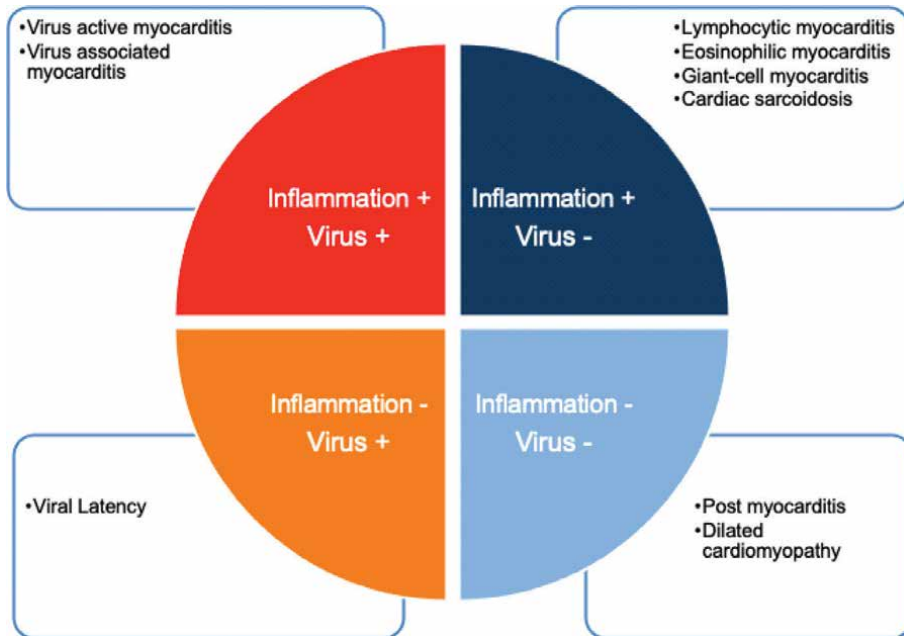 •Virus active myocarditis
•Virus associated
myocarditis
•Lymphocytic myocarditis
•Eosinophilic myocarditis
•Giant-cell myocarditis
•Cardiac sarcoidosis
Inflammation +
Virus +
Inflammation +
Virus -
Inflammation -
Virus +
Inflammation -
Virus -
•Viral Latency
•Post myocarditis
•Dilated
cardiomyopathy